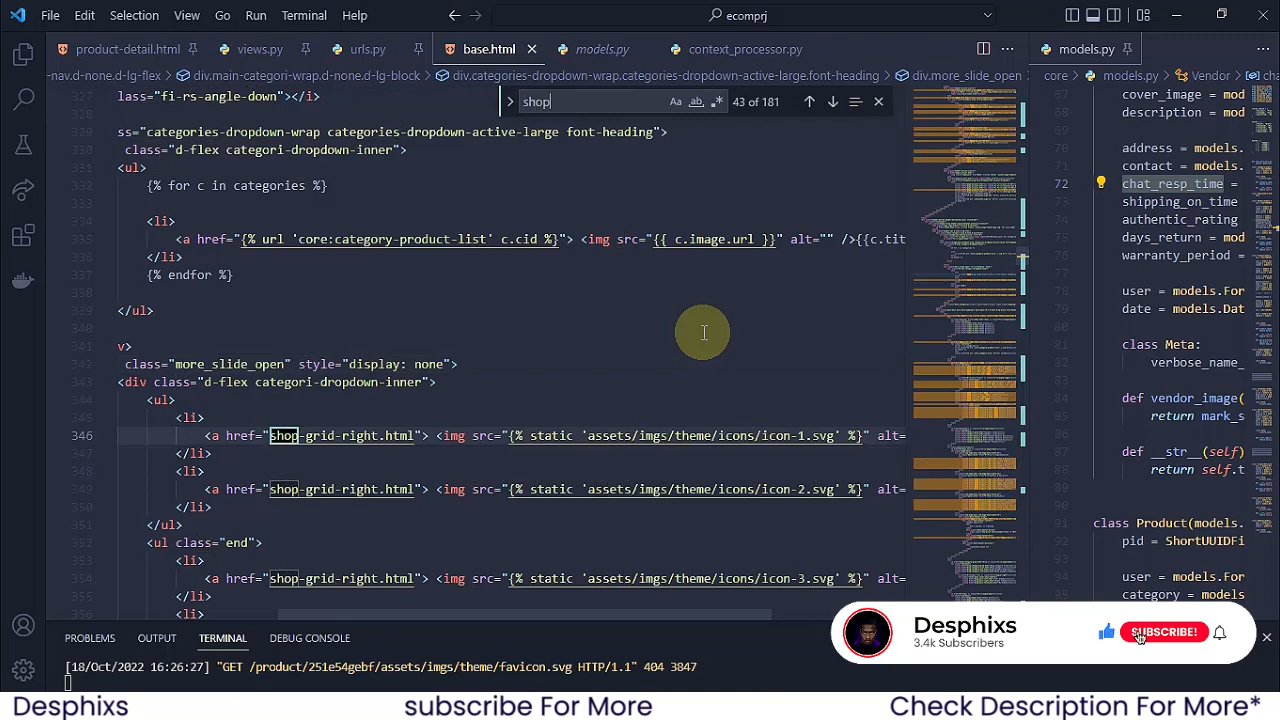 File Edit Selection View Go Run Terminal Help
ecomprj
product-detail.html
views.py
urls.py
base.html
models.py
context_processor.py
models.py
-nav.d-none.d-lg-flex > div.main-categori-wrap.d-none.d-lg-block > div.categories-dropdown-wrap.categories-dropdown-active-large.font-heading > div.more_slide_open
core > models.py > Vendor
lass="fi-rs-angle-down"></i>
shop
Aa
of 181
="categories-dropdown-wrap categories-dropdown-active-large font-heading">
class="d-flex categori-dropdown-inner">
<ul>
{% for c in categories %}
<li>
<a href="{% url 'core:category-product-list' c.cid %}"> <img src="{{ c.image.url }}" alt="" />{{c.tit
</li>
{% endfor %}
</ul>
v>
class="more_slide_open" style="display: none">
<div class="d-flex categori-dropdown-inner">
<ul>
<li>
346 <a href="shop-grid-right.html"> <img src="{% static 'assets/imgs/theme/icons/icon-1.svg' %}" alt=
</li>
<li>
<a href="shop-grid-right.html"> <img src="{% static 'assets/imgs/theme/icons/icon-2.svg' %}" alt=
</li>
</ul>
<ul class="end">
<li>
<a href="shop-grid-right.html"> <img src="{% static 'assets/imgs/theme/icons/icon-3.svg' %}" alt=
</li>
<li>
cover_image = mod
description = mod
address = models.
contact = models.
72 chat_resp_time =
shipping_on_time
authentic_rating
days_return = mod
warranty_period =
user = models.For
date = models.Dat
class Meta:
verbose_name_
def vendor_image(
return mark_s
def __str__(self)
return self.t
class Product(models.
pid = ShortUUIDFi
user = models.For
category = models
PROBLEMS OUTPUT TERMINAL DEBUG CONSOLE
[18/Oct/2022 16:26:27] "GET /product/251e54gebf/assets/imgs/theme/favicon.svg HTTP/1.1" 404 3847
Desphixs
3.4k Subscribers
SUBSCRIBE!
Desphixs subscribe For More Check Description For More*